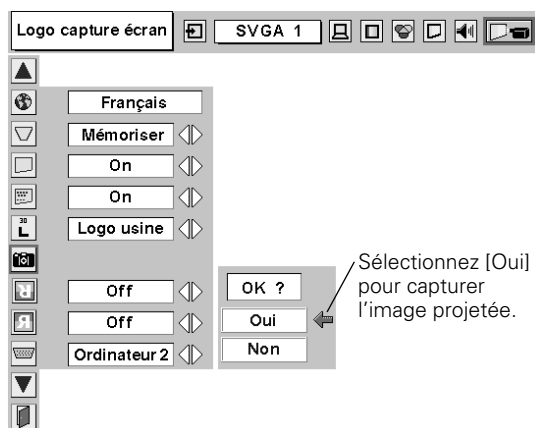 Logo capture écran
SVGA 1
Français
Mémoriser
On
On
30
L
Logo usine
Off
Off
Ordinateur 2
OK ?
Oui
Non
Sélectionnez [Oui]
pour capturer
l'image projetée.